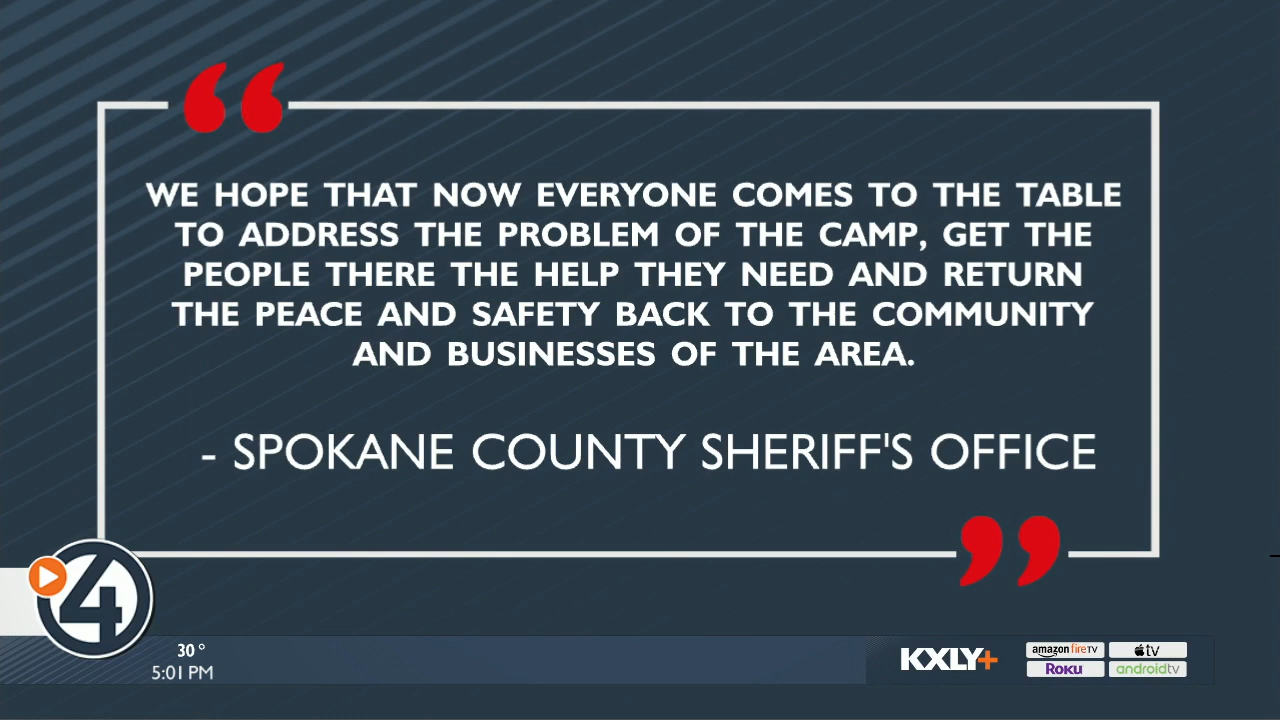 WE HOPE THAT NOW EVERYONE COMES TO THE TABLE
TO ADDRESS THE PROBLEM OF THE CAMP, GET THE
PEOPLE THERE THE HELP THEY NEED AND RETURN
THE PEACE AND SAFETY BACK TO THE COMMUNITY
AND BUSINESSES OF THE AREA.
- SPOKANE COUNTY SHERIFF'S OFFICE
4
30°
5:01 PM
KXLY+
amazon fireTV
tv
ROKU
androidtv